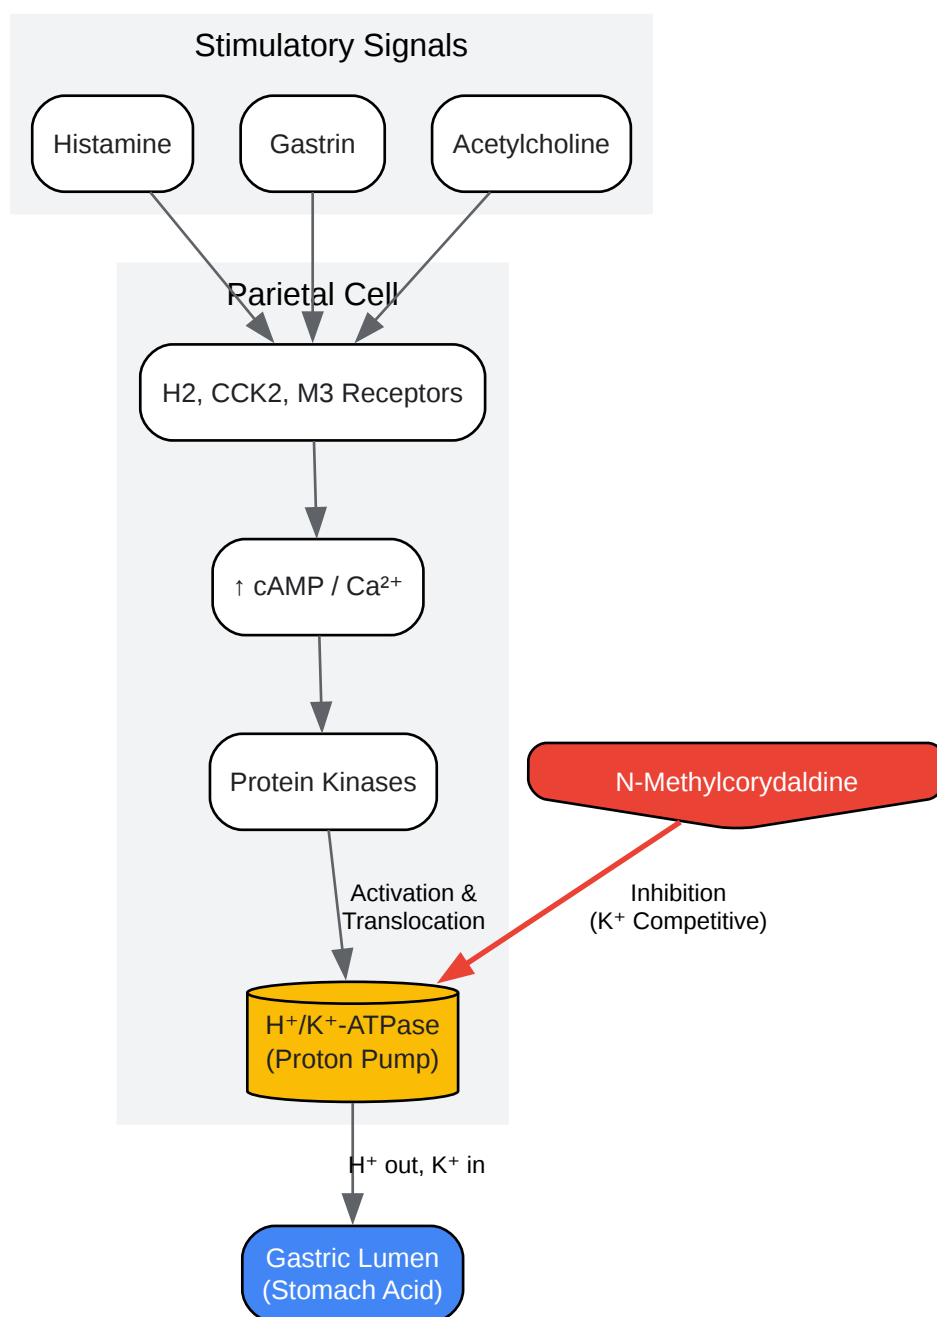 Stimulatory Signals
Histamine
Gastrin
Acetylcholine
Parietal Cell
H2, CCK2, M3 Receptors
↑ cAMP / Ca²⁺
Protein Kinases
N-Methylcorydaldine
Activation &
Translocation
Inhibition
(K⁺ Competitive)
H⁺/K⁺-ATPase
(Proton Pump)
H⁺ out, K⁺ in
Gastric Lumen
(Stomach Acid)